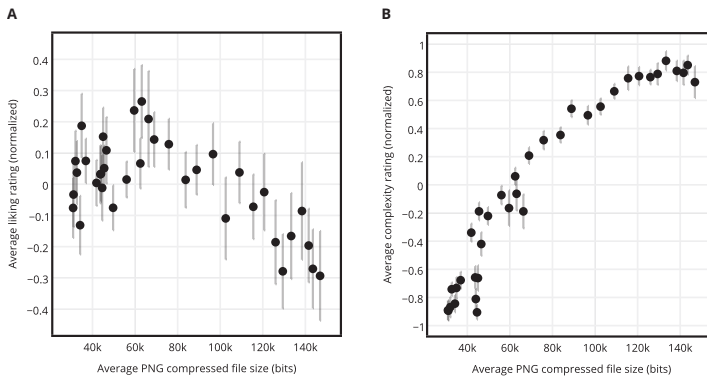 A
B
Average liking rating (normalized)
0.4
0.3
0.2
0.1
0
−0.1
−0.2
−0.3
−0.4
40k 60k 80k 100k 120k 140k
Average PNG compressed file size (bits)
Average complexity rating (normalized)
1
0.8
0.6
0.4
0.2
0
−0.2
−0.4
−0.6
−0.8
−1
40k 60k 80k 100k 120k 140k
Average PNG compressed file size (bits)